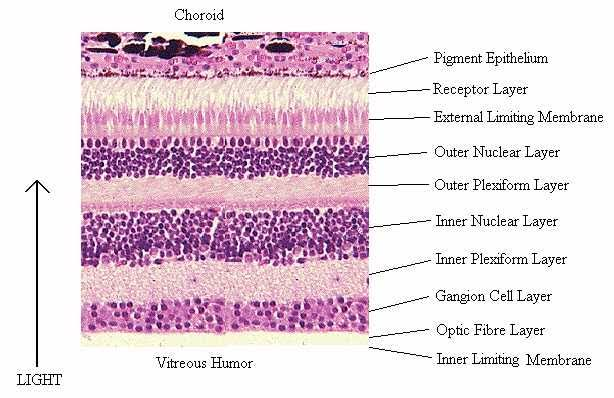 Choroid
Pigment Epithelium
Receptor Layer
External Limiting Membrane
Outer Nuclear Layer
Outer Plexiform Layer
Inner Nuclear Layer
Inner Plexiform Layer
Gangion Cell Layer
Optic Fibre Layer
Inner Limiting Membrane
Vitreous Humor
LIGHT